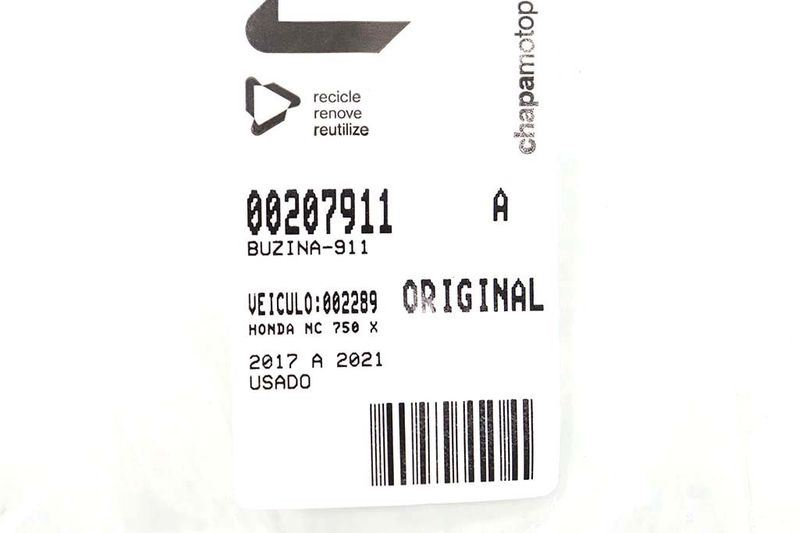 chapamotop
recicle
renove
reutilize
00207911 A
BUZINA-911
VEICULO:002289 ORIGINAL
HONDA NC 750 X
2017 A 2021
USADO